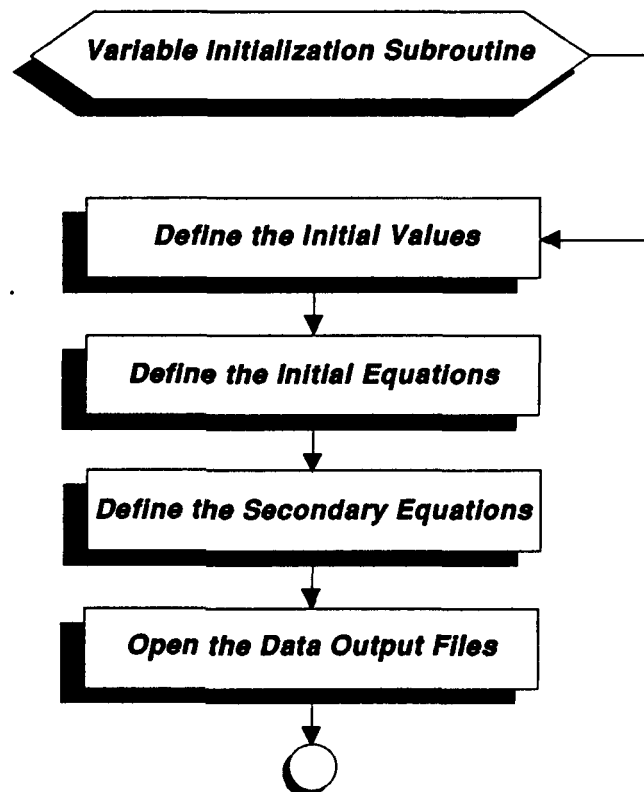 Variable Initialization Subroutine
Define the Initial Values
Define the Initial Equations
Define the Secondary Equations
Open the Data Output Files